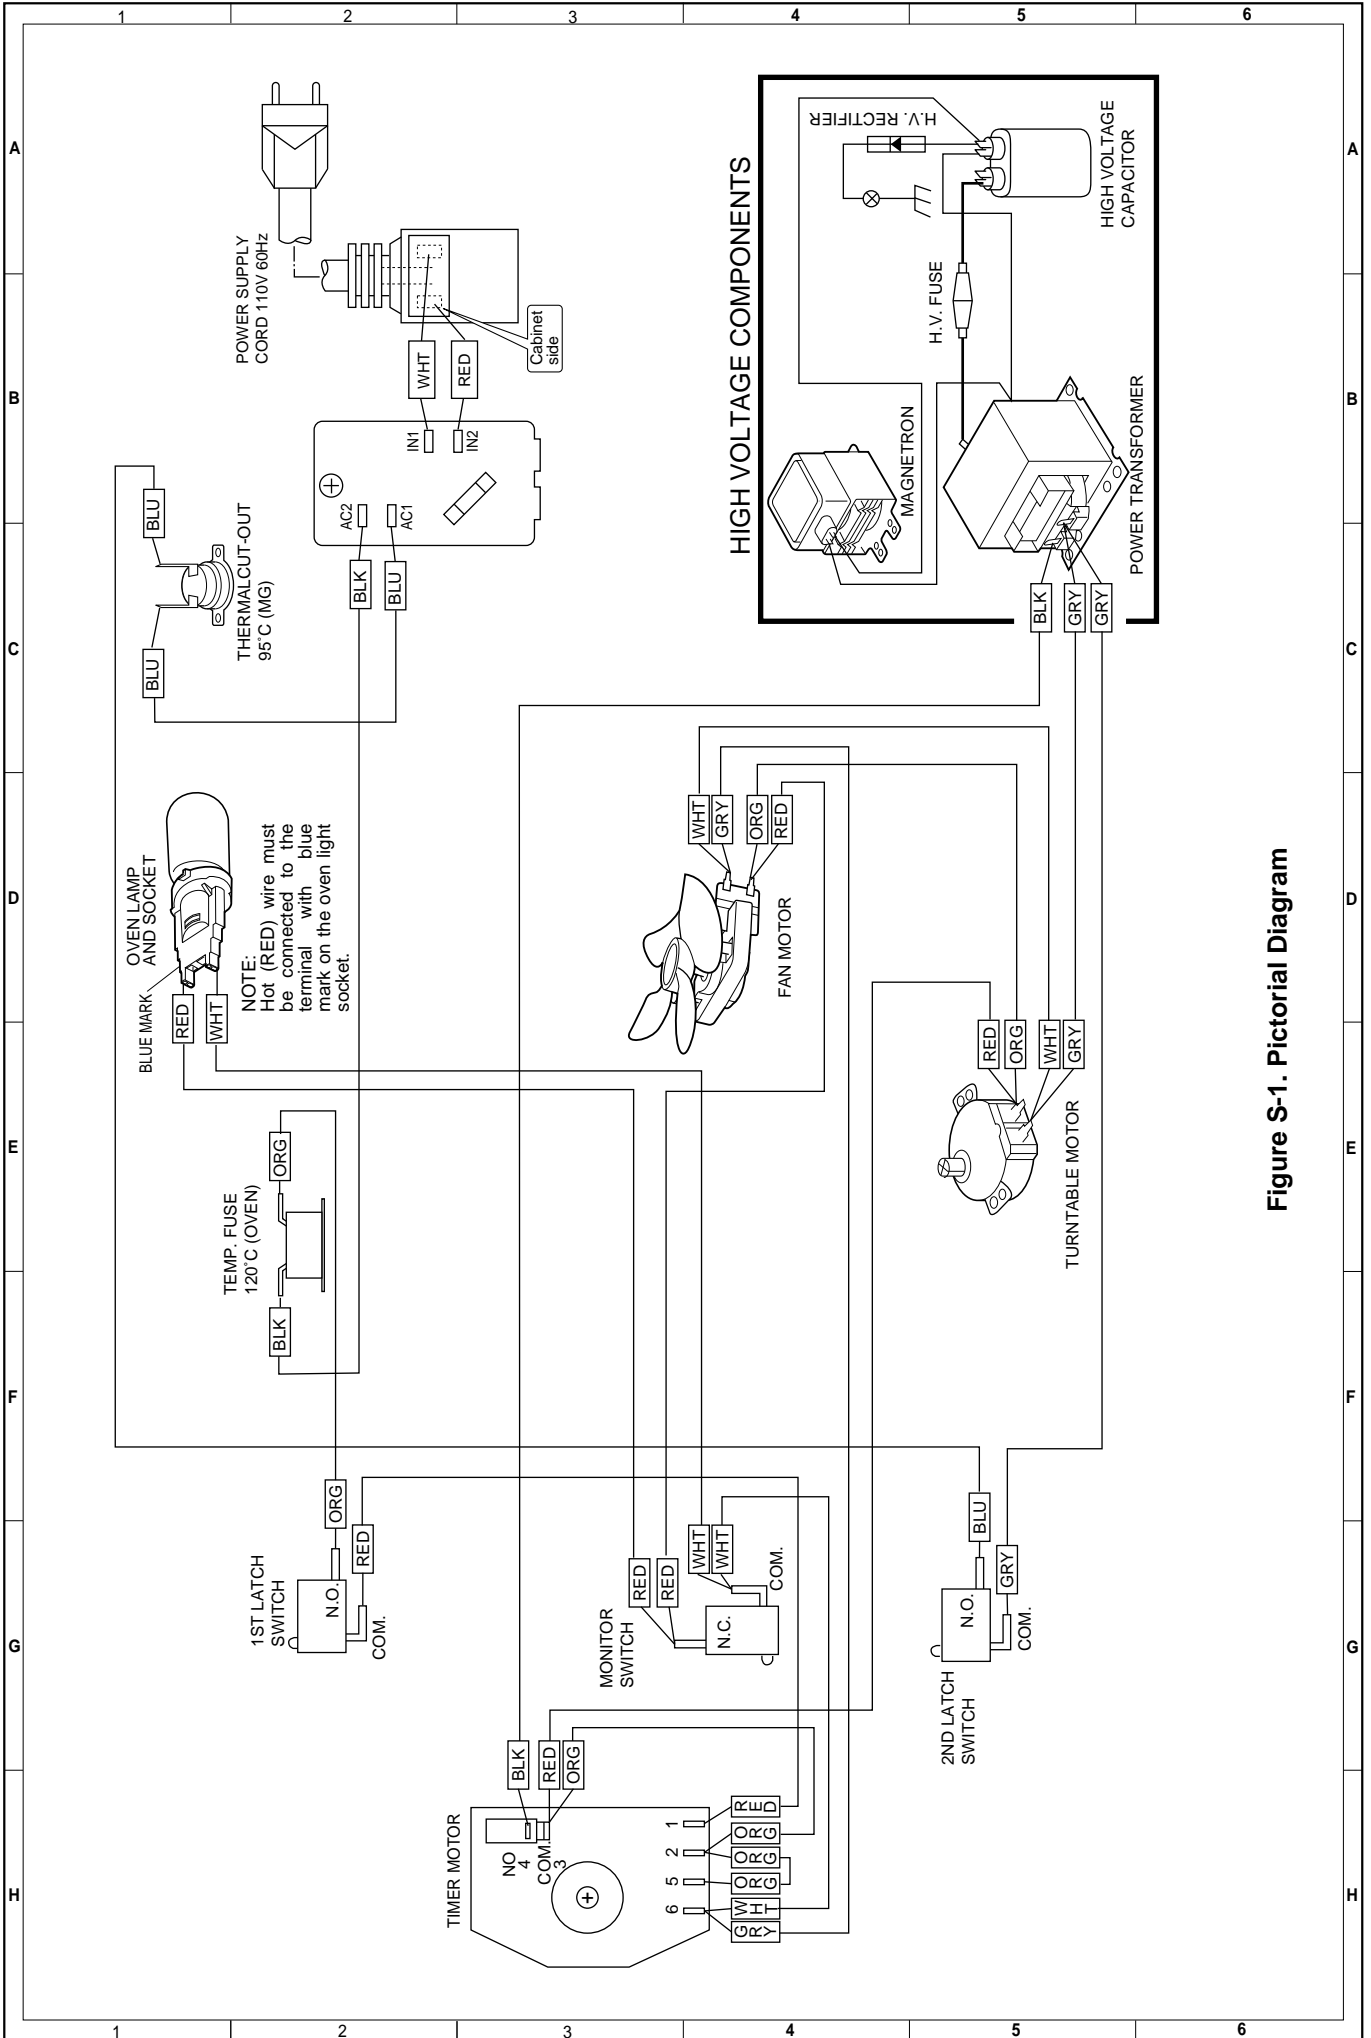 1 2 3 4 5 6
A
B
C
D
E
F
G
H
POWER SUPPLY
CORD 110V 60Hz
WHT
RED
Cabinet
side
IN1
IN2
AC2
AC1
BLK
BLU
BLU
BLU
THERMALCUT-OUT
95˚C (MG)
HIGH VOLTAGE COMPONENTS
H.V. RECTIFIER
HIGH VOLTAGE
CAPACITOR
H.V. FUSE
MAGNETRON
POWER TRANSFORMER
BLK
GRY
GRY
OVEN LAMP
AND SOCKET
BLUE MARK
RED
WHT
NOTE:
Hot (RED) wire must
be connected to the
terminal with blue
mark on the oven light
socket.
WHT
GRY
ORG
RED
FAN MOTOR
TEMP. FUSE
120˚C (OVEN)
ORG
BLK
RED
ORG
WHT
GRY
TURNTABLE MOTOR
1ST LATCH
SWITCH
N.O.
COM.
ORG
RED
MONITOR
SWITCH
N.C.
COM.
RED
RED
WHT
WHT
2ND LATCH
SWITCH
N.O.
COM.
BLU
GRY
TIMER MOTOR
NO
4
COM.
3
BLK
RED
ORG
1
2
5
6
RED
ORG
ORG
ORG
WHT
GRY
Figure S-1. Pictorial Diagram
A
B
C
D
E
F
G
H
1 2 3 4 5 6